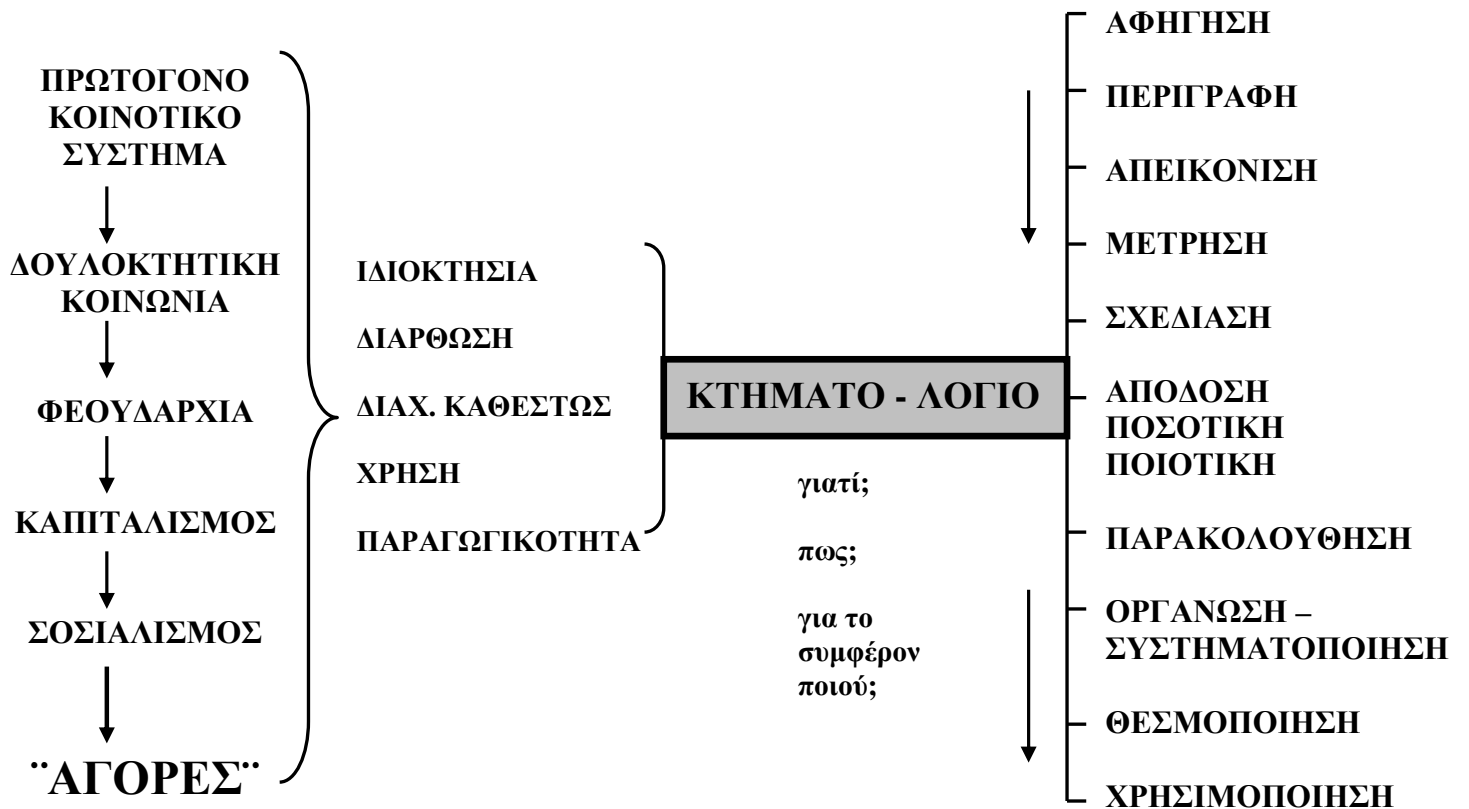 ΠΡΩΤΟΓΟΝΟ
ΚΟΙΝΟΤΙΚΟ
ΣΥΣΤΗΜΑ
ΔΟΥΛΟΚΤΗΤΙΚΗ
ΚΟΙΝΩΝΙΑ
ΦΕΟΥΔΑΡΧΙΑ
ΚΑΠΙΤΑΛΙΣΜΟΣ
ΣΟΣΙΑΛΙΣΜΟΣ
¨ΑΓΟΡΕΣ¨
ΙΔΙΟΚΤΗΣΙΑ
ΔΙΑΡΘΩΣΗ
ΔΙΑΧ. ΚΑΘΕΣΤΩΣ
ΧΡΗΣΗ
ΠΑΡΑΓΩΓΙΚΟΤΗΤΑ
ΚΤΗΜΑΤΟ - ΛΟΓΙΟ
γιατί;
πως;
για το
συμφέρον
ποιού;
ΑΦΗΓΗΣΗ
ΠΕΡΙΓΡΑΦΗ
ΑΠΕΙΚΟΝΙΣΗ
ΜΕΤΡΗΣΗ
ΣΧΕΔΙΑΣΗ
ΑΠΟΔΟΣΗ
ΠΟΣΟΤΙΚΗ
ΠΟΙΟΤΙΚΗ
ΠΑΡΑΚΟΛΟΥΘΗΣΗ
ΟΡΓΑΝΩΣΗ –
ΣΥΣΤΗΜΑΤΟΠΟΙΗΣΗ
ΘΕΣΜΟΠΟΙΗΣΗ
ΧΡΗΣΙΜΟΠΟΙΗΣΗ